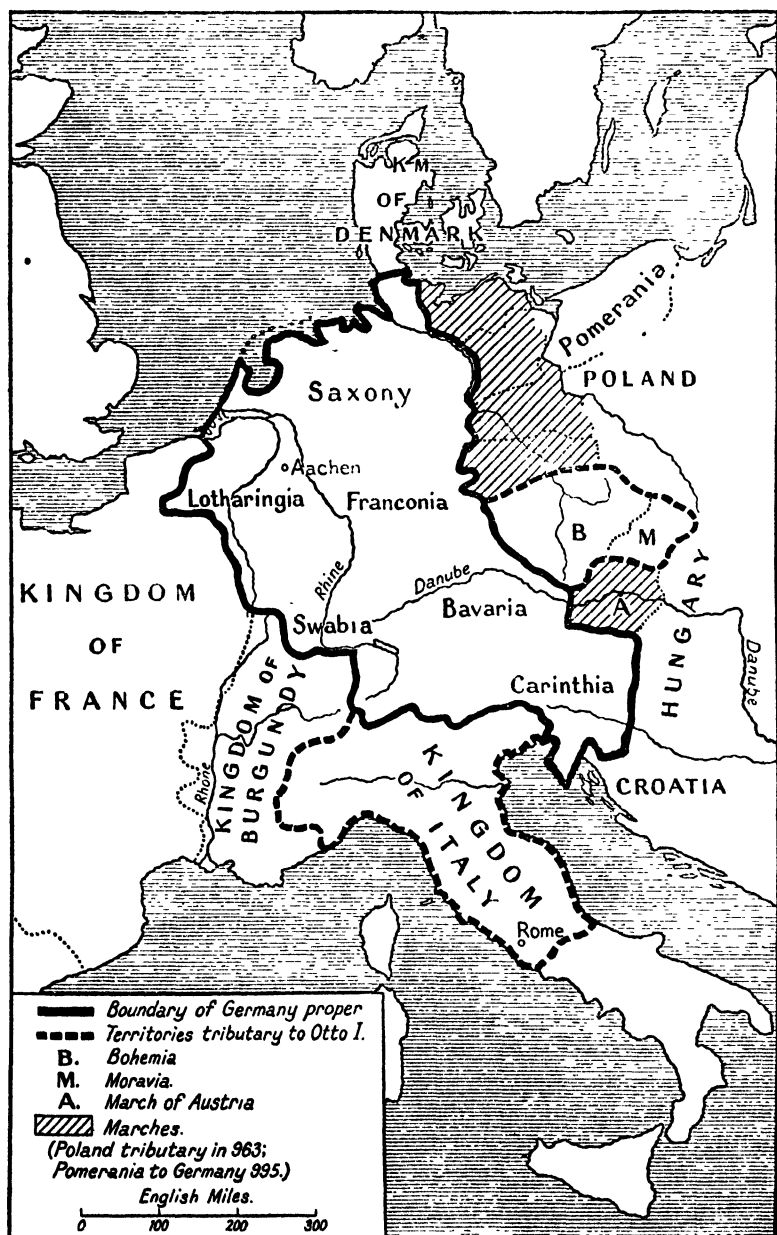 KM.
OF
DENMARK
Pomerania
POLAND
Saxony
Aachen
Lotharingia
Franconia
B
M
Rhine
Danube
KINGDOM
OF
FRANCE
Swabia
Bavaria
A
HUNGARY
Danube
Carinthia
KINGDOM OF
BURGUNDY
Rhone
KINGDOM
OF ITALY
CROATIA
Rome
Boundary of Germany proper
Territories tributary to Otto I.
B. Bohemia
M. Moravia.
A. March of Austria
Marches.
(Poland tributary in 963;
Pomerania to Germany 995.)
English Miles.
0 100 200 300